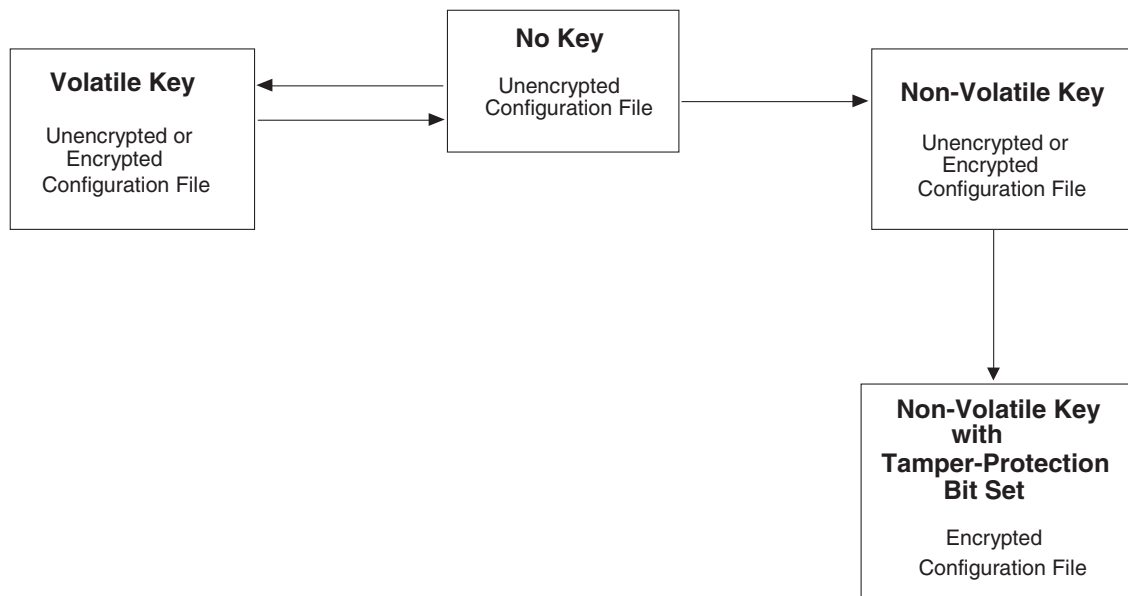 No Key
Unencrypted
Configuration File
Volatile Key
Unencrypted or
Encrypted
Configuration File
Non-Volatile Key
Unencrypted or
Encrypted
Configuration File
Non-Volatile Key
with
Tamper-Protection
Bit Set
Encrypted
Configuration File